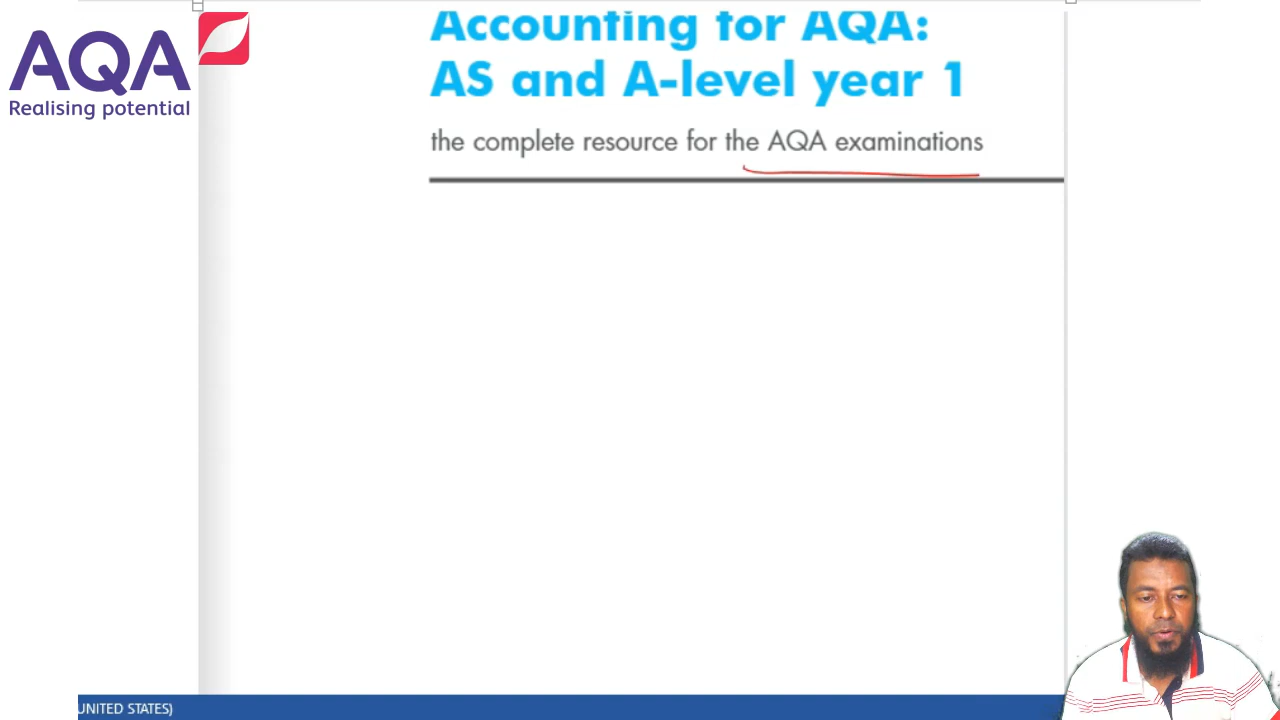 AQA
Realising potential
Accounting for AQA:
AS and A-level year 1
the complete resource for the AQA examinations
UNITED STATES)